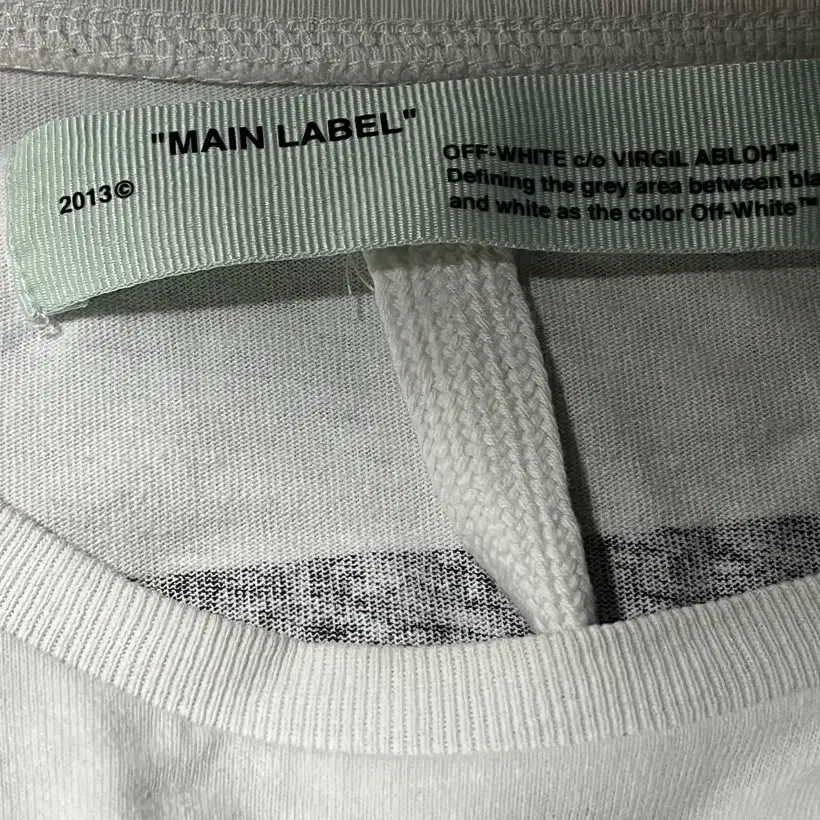 "MAIN LABEL"
2013©
OFF-WHITE c/o VIRGIL ABLOH™
Defining the grey area between
and white as the color Off-White™